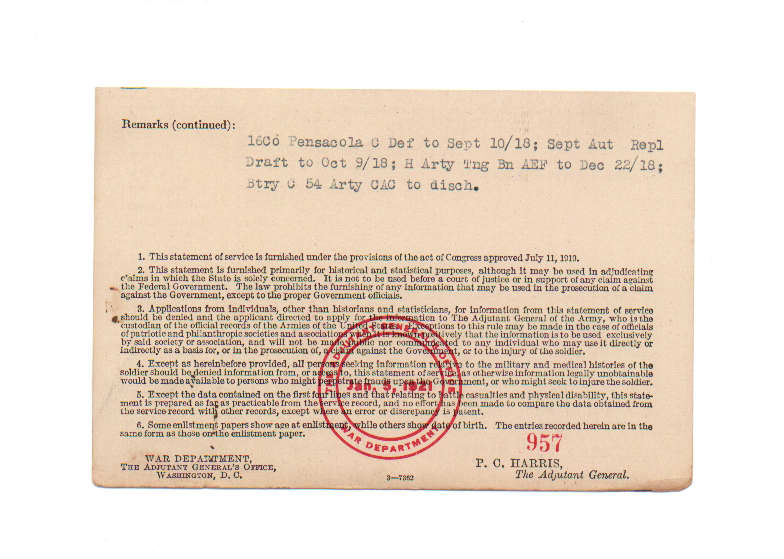 Remarks (continued):
16Co Pensacola C Def to Sept 10/18; Sept Aut Repl
Draft to Oct 9/18; H Arty Tng Bn AEF to Dec 22/18;
Btry C 54 Arty CAC to disch.
1. This statement of service is furnished under the provisions of the act of Congress approved July 11, 1919.
2. This statement is furnished primarily for historical and statistical purposes, although it may be used in adjudicating
claims in which the State is solely concerned. It is not to be used before a court of justice or in support of any claim against
the Federal Government. The law prohibits the furnishing of any information that may be used in the prosecution of a claim
against the Government, except to the proper Government officials.
3. Applications from individuals, other than historians and statisticians, for information from this statement of service
should be denied and the applicant directed to apply for the information to The Adjutant General of the Army, who is the
custodian of the official records of the Armies of the United States. Exceptions to this rule may be made in the case of officials
of patriotic and philanthropic societies and associations when it is known positively that the information is to be used exclusively
by said society or association, and will not be made public nor communicated to any individual who may use it directly or
indirectly as a basis for, or in the prosecution of, a claim against the Government, or to the injury of the soldier.
4. Except as hereinbefore provided, all persons seeking information relating to the military and medical histories of the
soldier should be denied information from, or access to, this statement of service, as otherwise information legally unobtainable
would be made available to persons who might perpetrate frauds upon the Government, or who might seek to injure the soldier.
5. Except the data contained on the first four lines and that relating to battle casualties and physical disability, this state-
ment is prepared as far as practicable from the service record, and no effort has been made to compare the data obtained from
the service record with other records, except where an error or discrepancy is patent.
6. Some enlistment papers show age at enlistment, while others show date of birth. The entries recorded herein are in the
same form as those on the enlistment paper.
Jan. 5, 1921
WAR DEPARTMENT
957
WAR DEPARTMENT,
THE ADJUTANT GENERAL'S OFFICE,
WASHINGTON, D. C.
3—7362
P. C. HARRIS,
The Adjutant General.